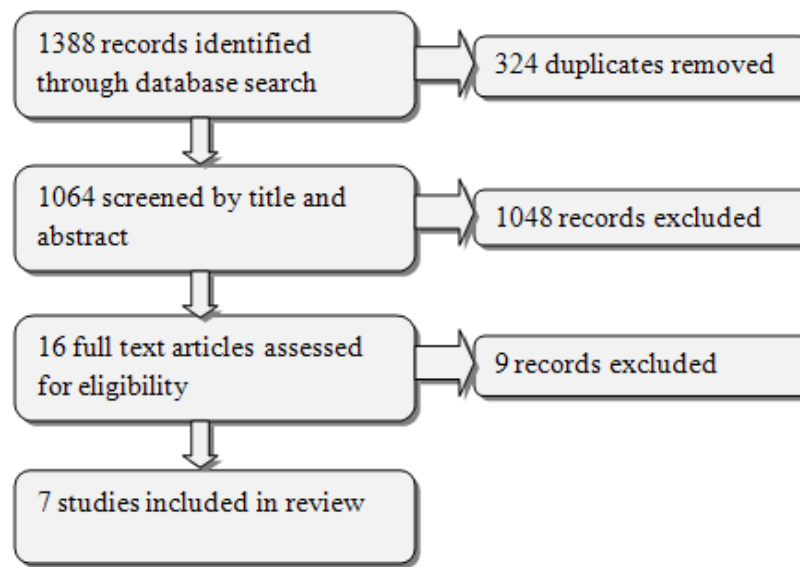 1388 records identified
through database search
324 duplicates removed
1064 screened by title and
abstract
1048 records excluded
16 full text articles assessed
for eligibility
9 records excluded
7 studies included in review